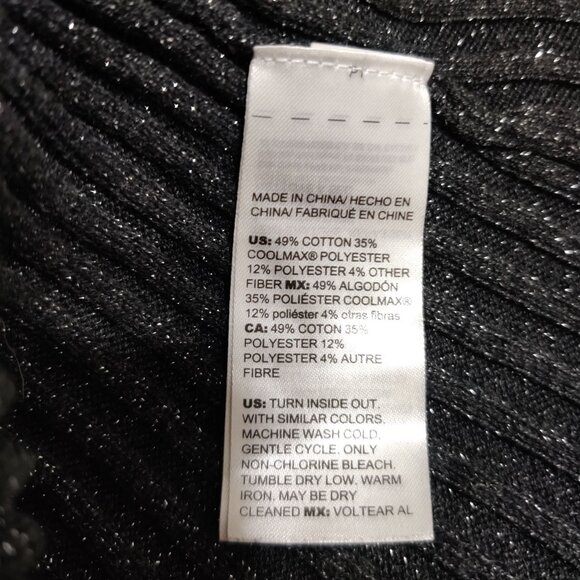 MADE IN CHINA/ HECHO EN
CHINA/ FABRIQUÉ EN CHINE
US: 49% COTTON 35%
COOLMAX® POLYESTER
12% POLYESTER 4% OTHER
FIBER MX: 49% ALGODÓN
35% POLIÉSTER COOLMAX®
12% poliéster 4% otras fibras
CA: 49% COTON 35%
POLYESTER 12%
POLYESTER 4% AUTRE
FIBRE
US: TURN INSIDE OUT,
WITH SIMILAR COLORS,
MACHINE WASH COLD,
GENTLE CYCLE. ONLY
NON-CHLORINE BLEACH.
TUMBLE DRY LOW. WARM
IRON. MAY BE DRY
CLEANED MX: VOLTEAR AL